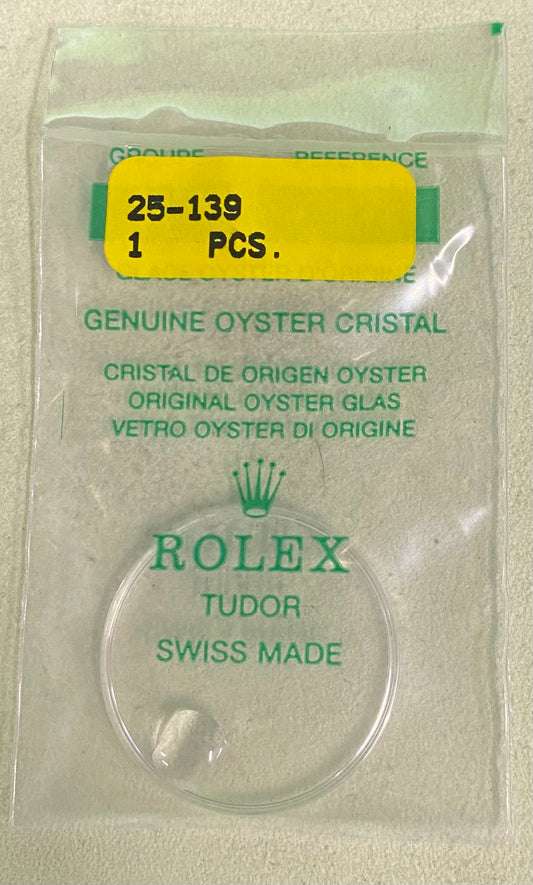 GROUPE REFERENCE
25-139
1 PCS.
GENUINE OYSTER CRISTAL
CRISTAL DE ORIGEN OYSTER
ORIGINAL OYSTER GLAS
VETRO OYSTER DI ORIGINE
ROLEX
TUDOR
SWISS MADE